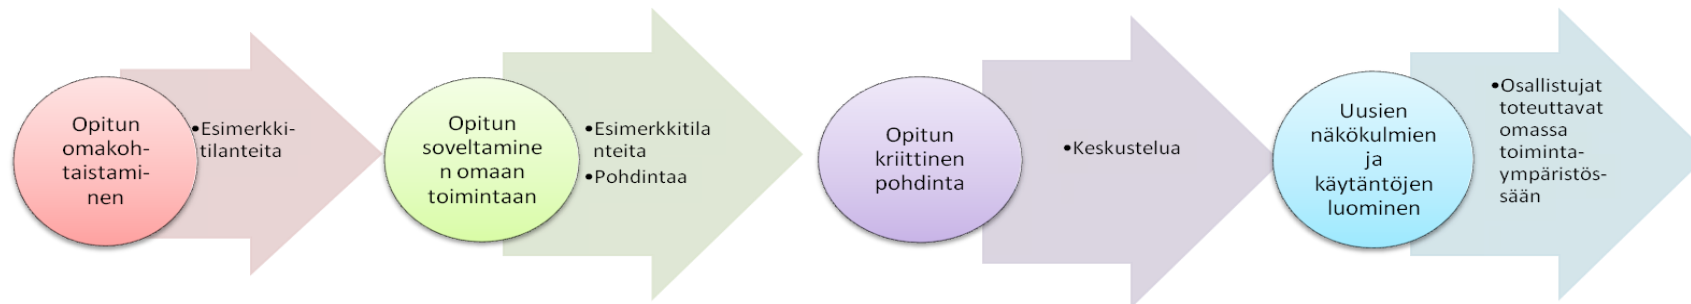 Opitun
omakoh-
taistami-
nen
•Esimerkki-
tilanteita
Opitun
soveltamine
n omaan
toimintaan
•Esimerkkitila
nteita
•Pohdintaa
Opitun
kriittinen
pohdinta
•Keskustelua
Uusien
näkökulmien
ja
käytäntöjen
luominen
•Osallistujat
toteuttavat
omassa
toiminta-
ympäristös-
sään